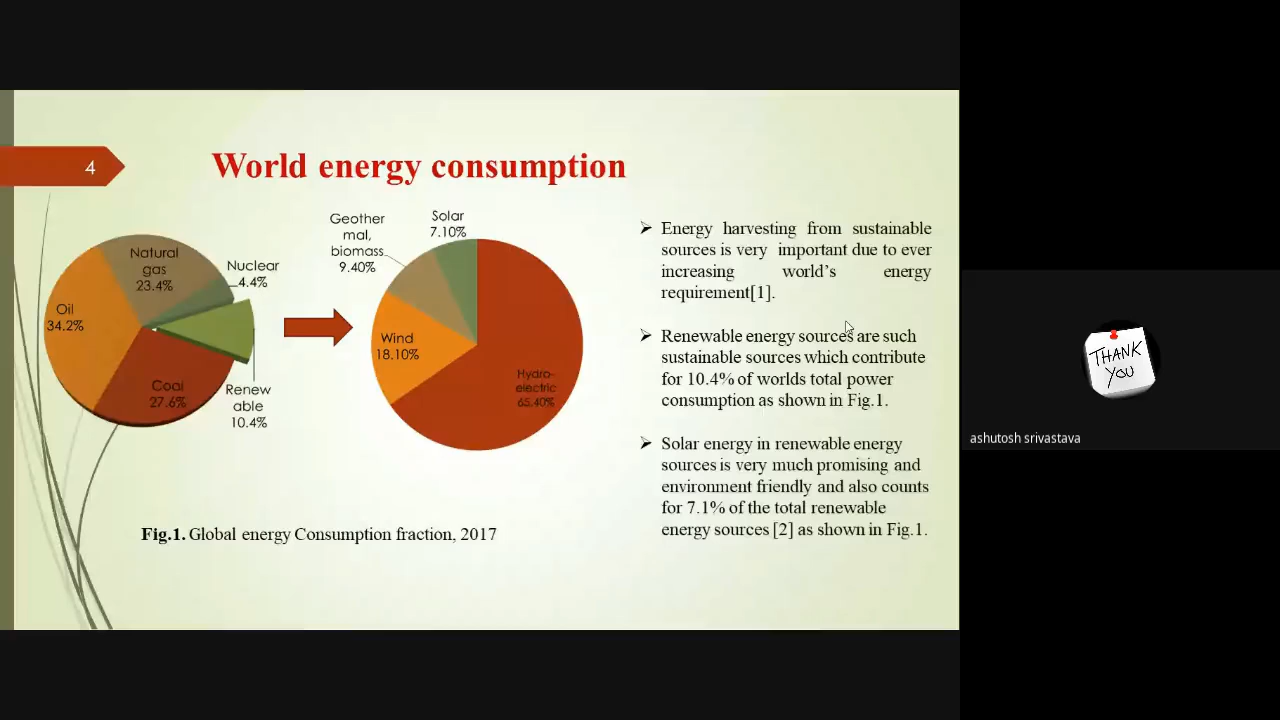 4
World energy consumption
Natural
gas
23.4%
Nuclear
4.4%
Oil
34.2%
Coal
27.6%
Renew
able
10.4%
Geother
mal,
biomass
9.40%
Solar
7.10%
Wind
18.10%
Hydro-
electric
65.40%
Fig.1. Global energy Consumption fraction, 2017
Energy harvesting from sustainable
sources is very important due to ever
increasing world's energy
requirement[1].
Renewable energy sources are such
sustainable sources which contribute
for 10.4% of worlds total power
consumption as shown in Fig.1.
Solar energy in renewable energy
sources is very much promising and
environment friendly and also counts
for 7.1% of the total renewable
energy sources [2] as shown in Fig.1.
THANK
YOU
ashutosh srivastava